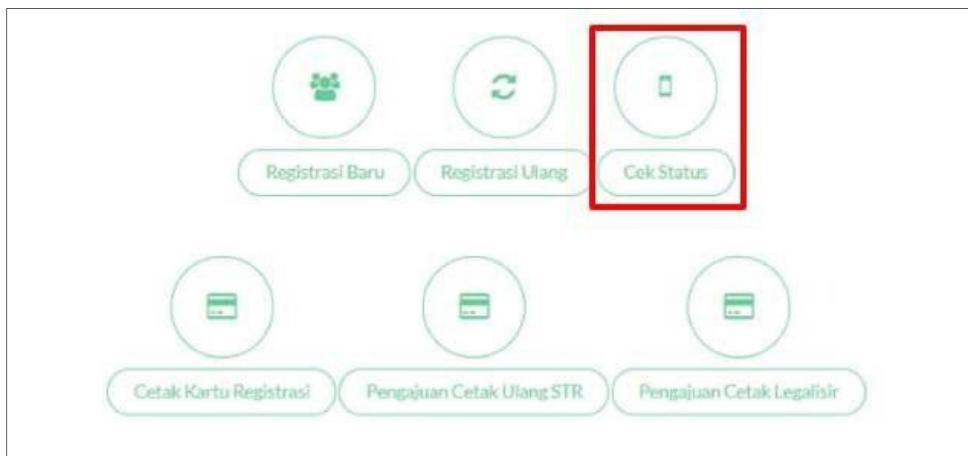 Registrasi Baru
Registrasi Ulang
Cek Status
Cetak Kartu Registrasi
Pengajuan Cetak Ulang STR
Pengajuan Cetak Legalisir